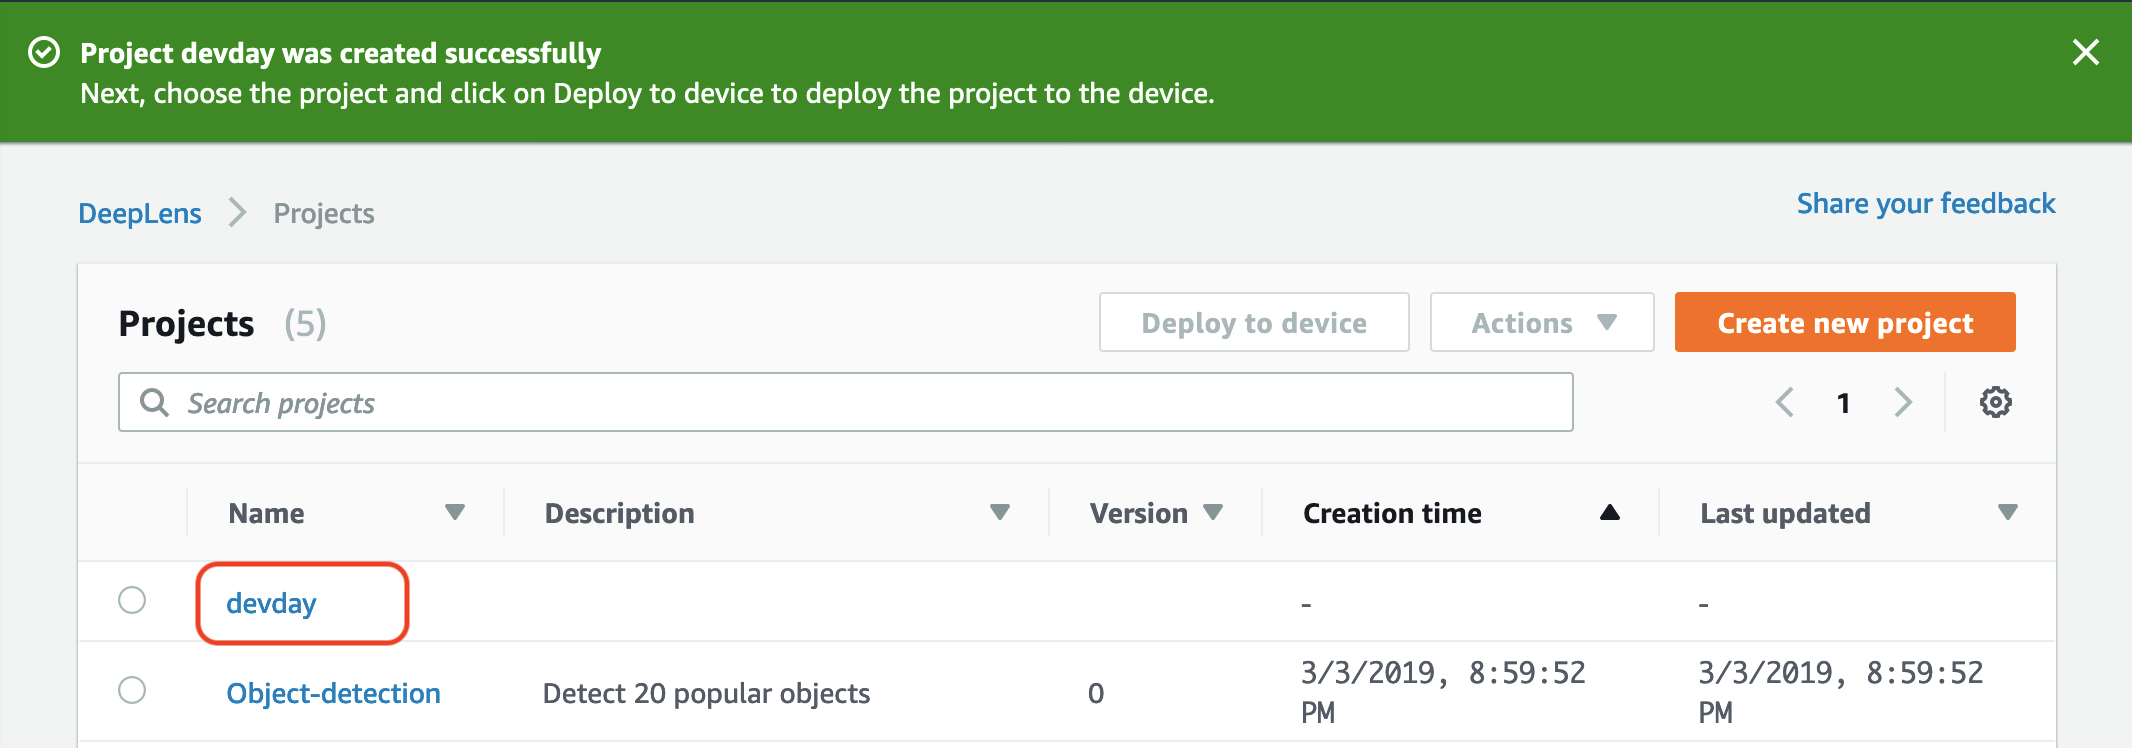 Project devday was created successfully
Next, choose the project and click on Deploy to device to deploy the project to the device.
DeepLens Projects
Share your feedback
Projects (5)
Deploy to device
Actions
Create new project
Search projects
1
Name Description Version Creation time Last updated
devday - -
Object-detection Detect 20 popular objects 0 3/3/2019, 8:59:52 PM 3/3/2019, 8:59:52 PM